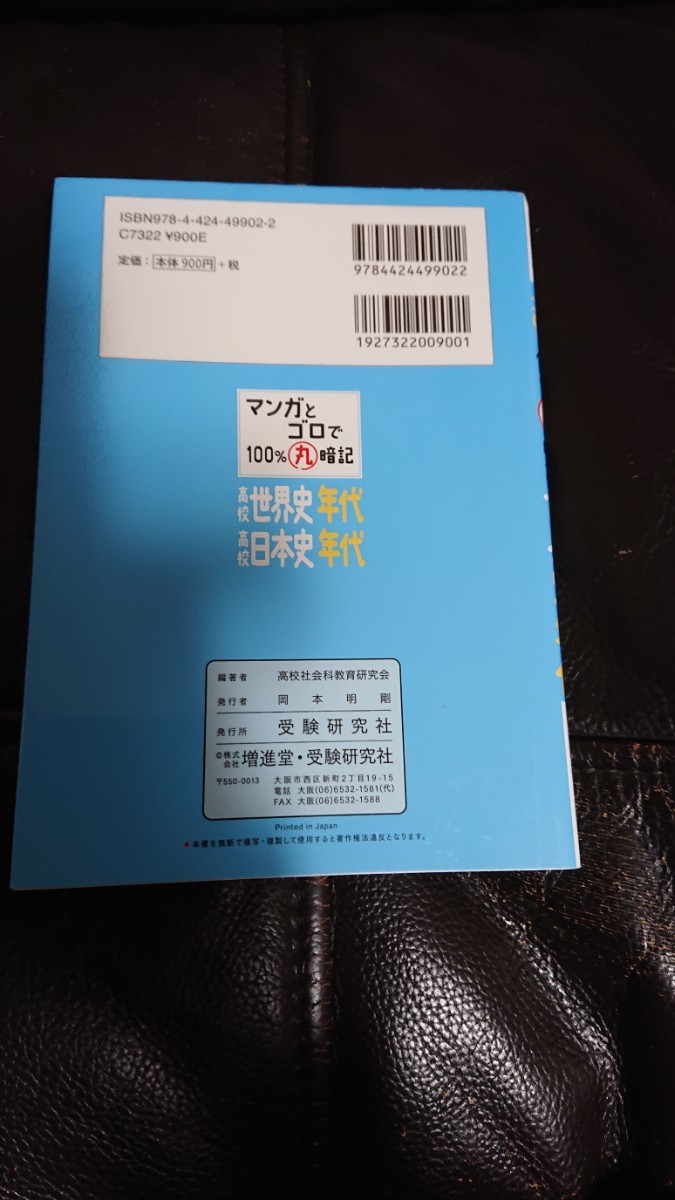 ISBN978-4-424-49902-2
C7322 ¥900E
定価：本体900円+税
9784424499022
1927322009001
マンガと
ゴロで
100%丸暗記
高校世界史年代
高校日本史年代
編著者 高校社会科教育研究会
発行者 岡本明剛
発行所 受験研究社
©株式会社増進堂・受験研究社
〒550-0013 大阪市西区新町2丁目19-15
電話 大阪(06)6532-1581(代)
FAX 大阪(06)6532-1588
Printed in Japan
●本書を無断で複写・複製して使用すると著作権法違反となります。